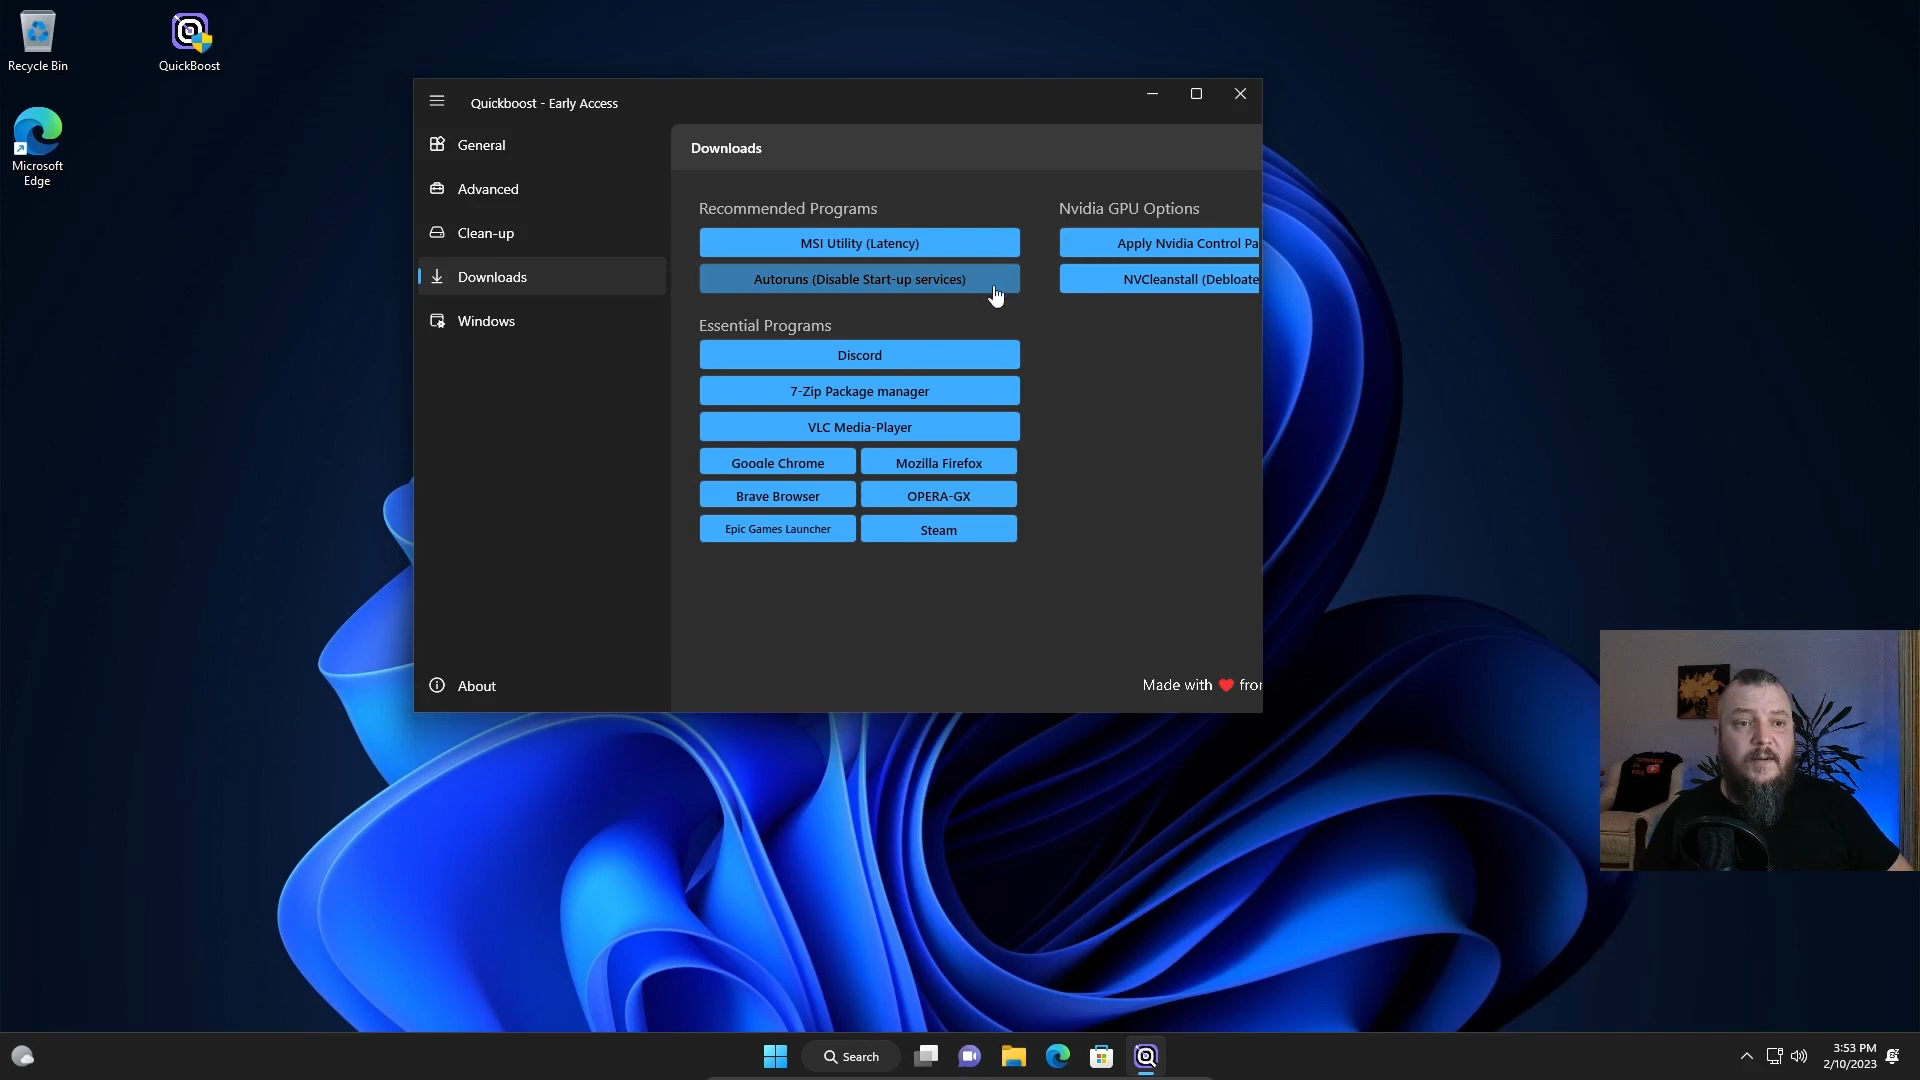 Recycle Bin
QuickBoost
Microsoft
Edge
Quickboost - Early Access
General
Advanced
Clean-up
Downloads
Windows
About
Downloads
Recommended Programs
MSI Utility (Latency)
Autoruns (Disable Start-up services)
Essential Programs
Discord
7-Zip Package manager
VLC Media-Player
Google Chrome
Mozilla Firefox
Brave Browser
OPERA-GX
Epic Games Launcher
Steam
Nvidia GPU Options
Apply Nvidia Control Pa
NVCleanstall (Debloate
Made with ❤ fror
Search
3:53 PM
2/10/2023